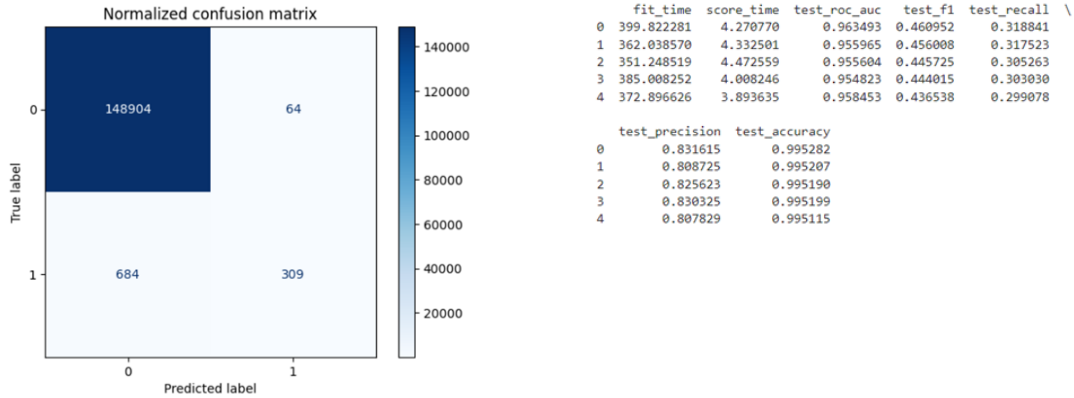 Normalized confusion matrix
140000
120000
100000
80000
60000
40000
20000
True label
0
148904 64
1
684 309
0 1
Predicted label
fit_time score_time test_roc_auc test_f1 test_recall \
0 399.822281 4.270770 0.963493 0.460952 0.318841
1 362.038570 4.332501 0.955965 0.456008 0.317523
2 351.248519 4.472559 0.955604 0.445725 0.305263
3 385.008252 4.008246 0.954823 0.444015 0.303030
4 372.896626 3.893635 0.958453 0.436538 0.299078
test_precision test_accuracy
0 0.831615 0.995282
1 0.808725 0.995207
2 0.825623 0.995190
3 0.830325 0.995199
4 0.807829 0.995115